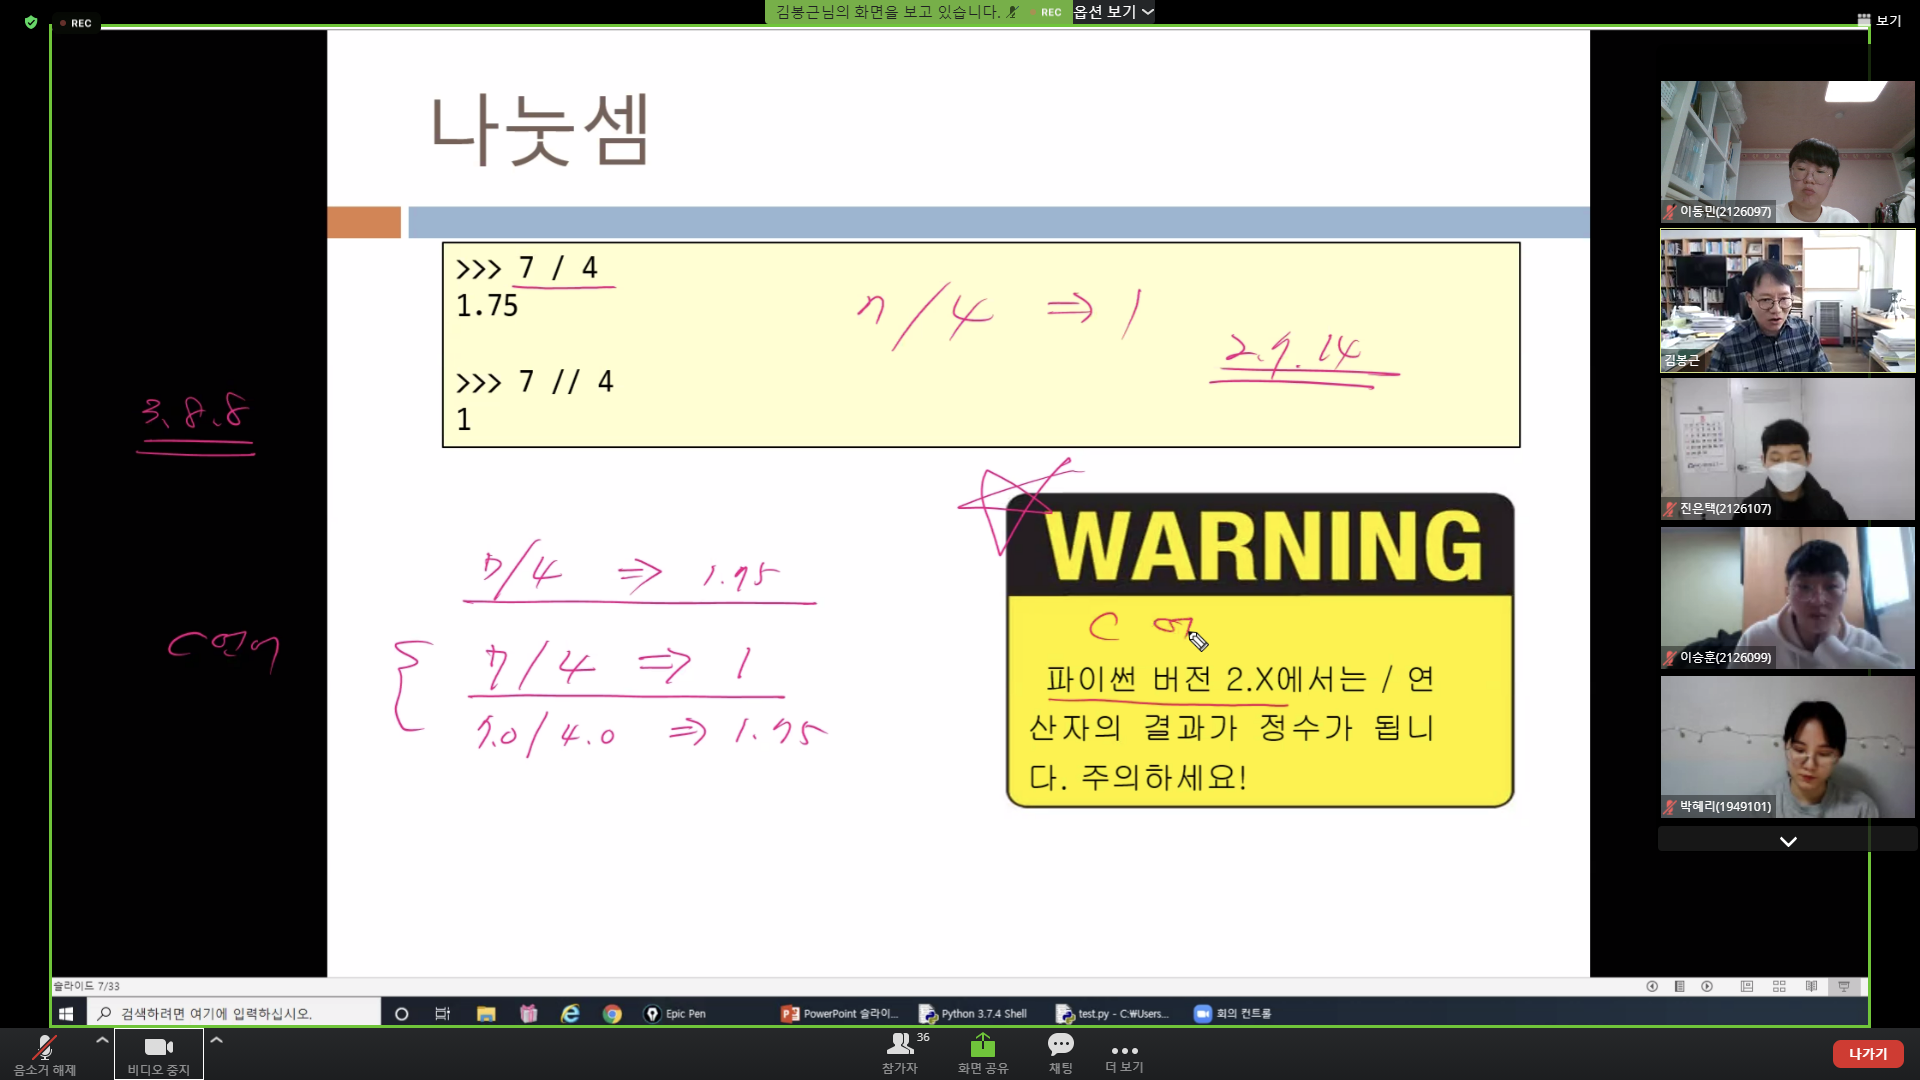 REC
김봉근님의 화면을 보고 있습니다.
REC
옵션 보기
보기
나눗셈
>>> 7 / 4
1.75
>>> 7 // 4
1
7/4 ⇒ 1
2.7.14
3.8.8
C언어
7/4 ⇒ 1.75
7/4 ⇒ 1
7.0/4.0 ⇒ 1.75
WARNING
C 어
파이썬 버전 2.X에서는 / 연
산자의 결과가 정수가 됩니
다. 주의하세요!
이동민(2126097)
김봉근
진은택(2126107)
이승훈(2126099)
박혜리(1949101)
슬라이드 7/33
검색하려면 여기에 입력하십시오.
Epic Pen
PowerPoint 슬라이...
Python 3.7.4 Shell
test.py - C:₩Users...
회의 컨트롤
음소거 해제
비디오 중지
참가자
36
화면 공유
채팅
더 보기
나가기